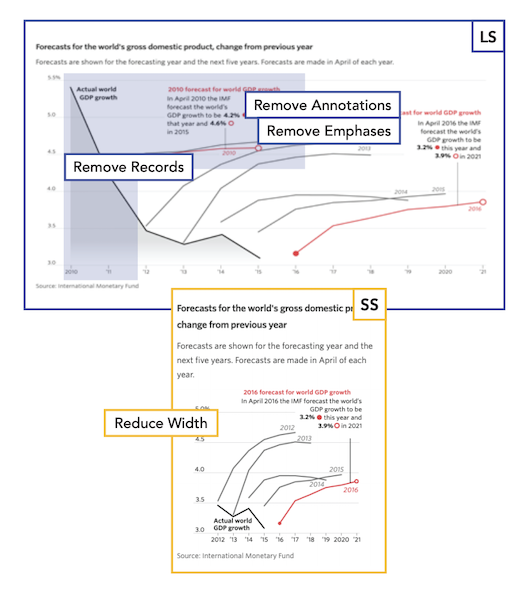 LS
Forecasts for the world's gross domestic product, change from previous year
Forecasts are shown for the forecasting year and the next five years. Forecasts are made in April of each year.
5.5%
5.0
4.5
4.0
3.5
3.0
Actual world
GDP growth
2010 forecast for world GDP growth
In April 2010 the IMF
forecast the world's
GDP growth to be 4.2%
that year and 4.6%
in 2015
Remove Annotations
Remove Emphases
Remove Records
for world GDP growth
April 2016 the IMF
forecast the world's
GDP growth to be
3.2% this year and
3.9% in 2021
2010
2013
2014
2015
2016
2010 '11 '12 '13 '14 '15 '16 '17 '18 '19 2020 '21
Source: International Monetary Fund
SS
Forecasts for the world's gross domestic
change from previous year
Forecasts are shown for the forecasting year and the
next five years. Forecasts are made in April of each
year.
2016 forecast for world GDP growth
In April 2016 the IMF forecast the world's
GDP growth to be
3.2% this year and
3.9% in 2021
Reduce Width
4.5
4.0
3.5
3.0
2012
2013
2015
2014
2016
Actual world
GDP growth
2012 '13 '14 '15 '16 '17 '18 '19 2020 '21
Source: International Monetary Fund